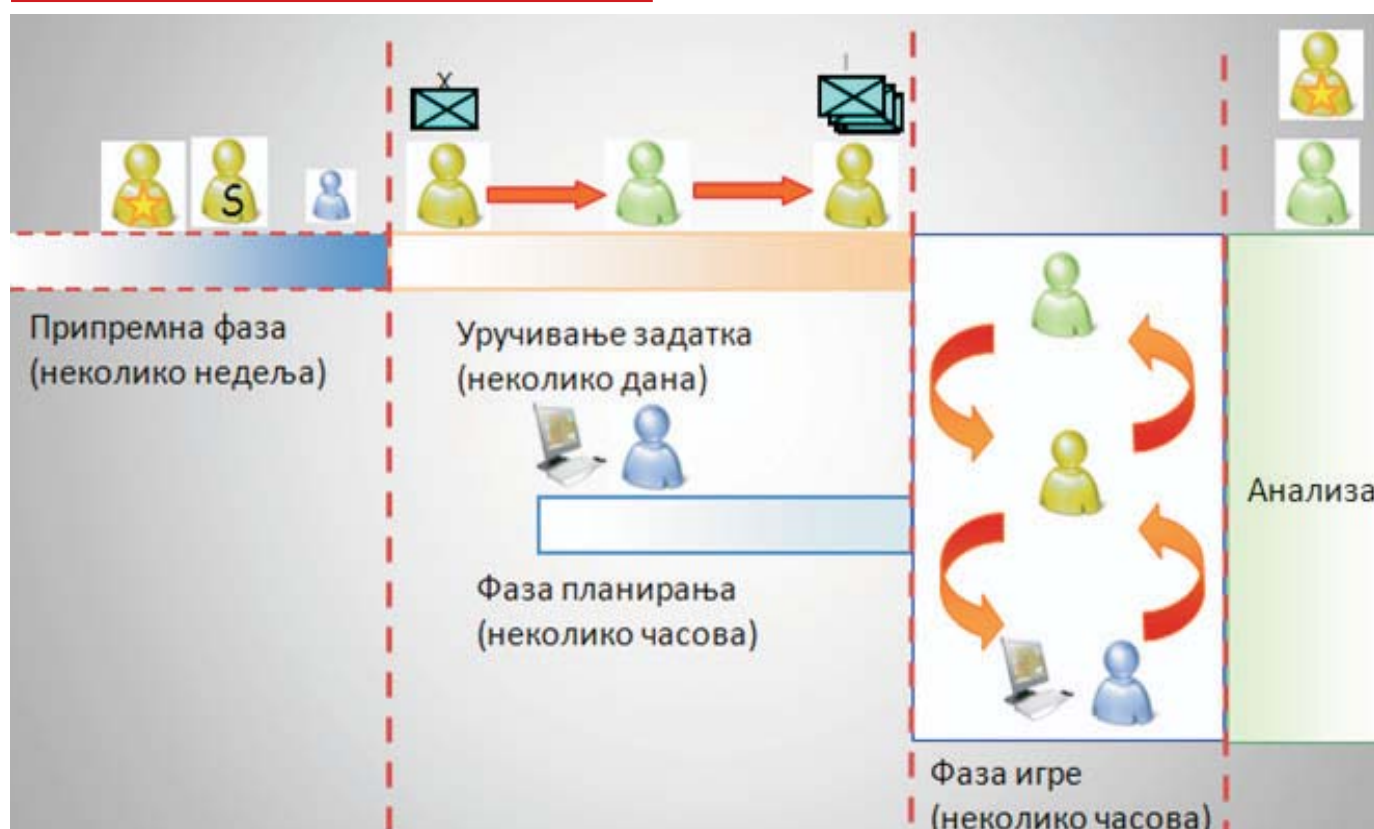 X
I
S
Припремна фаза
(неколико недеља)
Уручивање задатка
(неколико дана)
Фаза планирања
(неколико часова)
Анализа
Фаза игре
(неколико часова)